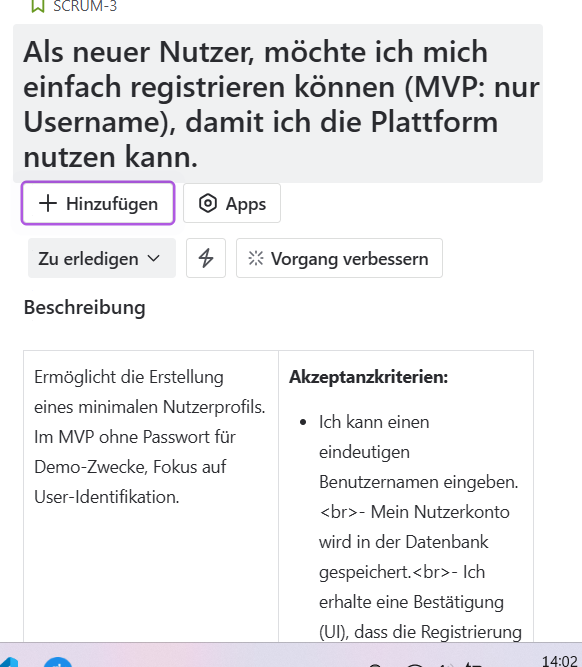 SCRUM-3
Als neuer Nutzer, möchte ich mich
einfach registrieren können (MVP: nur
Username), damit ich die Plattform
nutzen kann.
Hinzufügen
Apps
Zu erledigen
Vorgang verbessern
Beschreibung
Ermöglicht die Erstellung
eines minimalen Nutzerprofils.
Im MVP ohne Passwort für
Demo-Zwecke, Fokus auf
User-Identifikation.
Akzeptanzkriterien:
• Ich kann einen
eindeutigen
Benutzernamen eingeben.
<br>- Mein Nutzerkonto
wird in der Datenbank
gespeichert.<br>- Ich
erhalte eine Bestätigung
(UI), dass die Registrierung
14:02